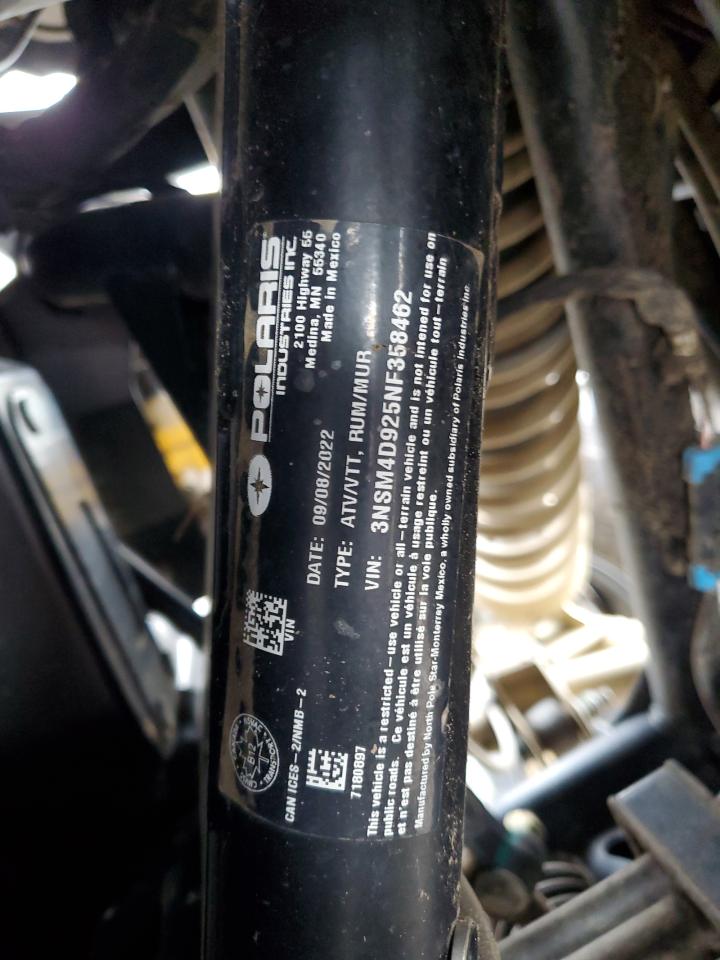 POLARIS
INDUSTRIES INC.
2100 Highway 55
Medina, MN 55340
Made in Mexico
DATE: 09/08/2022
TYPE: ATV/VTT, RUM/MUR
VIN: 3NSM4D925NF358462
VIN
CAN ICES-2/NMB-2
7180897
This vehicle is a restricted-use vehicle or all-terrain vehicle and is not intened for use on
public roads. Ce véhicule est un véhicule à usage restreint ou un véhicule tout-terrain
et n'est pas destiné à être utilisé sur la voie publique.
Manufactured by North Pole Star-Monterrey Mexico, a wholly owned subsidiary of Polaris Industries Inc.